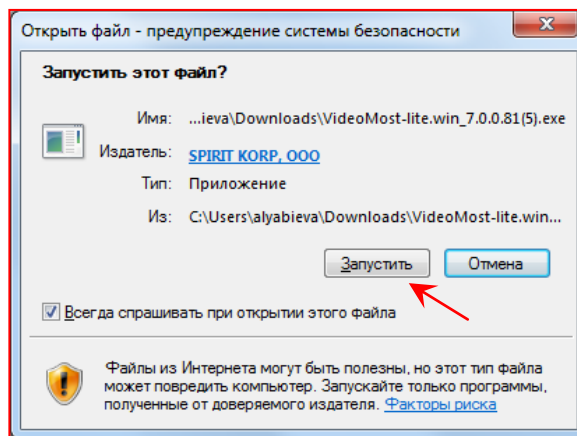 Открыть файл - предупреждение системы безопасности
Запустить этот файл?
Имя: ...ieva\Downloads\VideoMost-lite.win_7.0.0.81(5).exe
Издатель: SPIRIT KORP, OOO
Тип: Приложение
Из: C:\Users\alyabieva\Downloads\VideoMost-lite.win...
Запустить Отмена
Всегда спрашивать при открытии этого файла
Файлы из Интернета могут быть полезны, но этот тип файла
может повредить компьютер. Запускайте только программы,
полученные от доверяемого издателя. Факторы риска